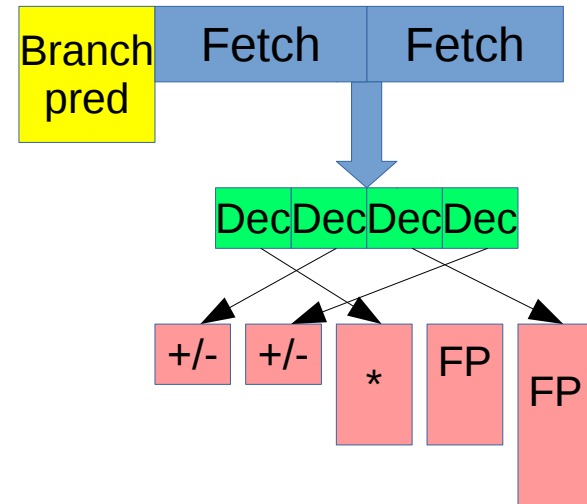 Branch
pred
Fetch
Fetch
Dec Dec Dec Dec
+/-
+/-
*
FP
FP